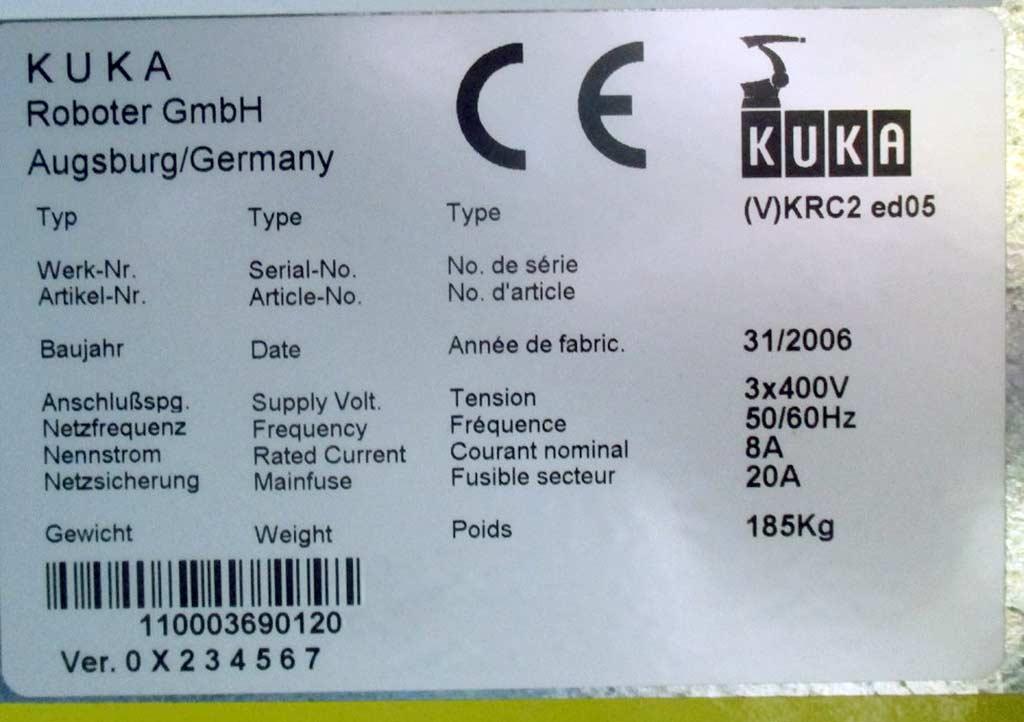 K U K A
Roboter GmbH
Augsburg/Germany
CE
KUKA
Typ Type Type (V)KRC2 ed05
Werk-Nr. Serial-No. No. de série
Artikel-Nr. Article-No. No. d'article
Baujahr Date Année de fabric. 31/2006
Anschlußspg. Supply Volt. Tension 3x400V
Netzfrequenz Frequency Fréquence 50/60Hz
Nennstrom Rated Current Courant nominal 8A
Netzsicherung Mainfuse Fusible secteur 20A
Gewicht Weight Poids 185Kg
110003690120
Ver. 0 X 2 3 4 5 6 7